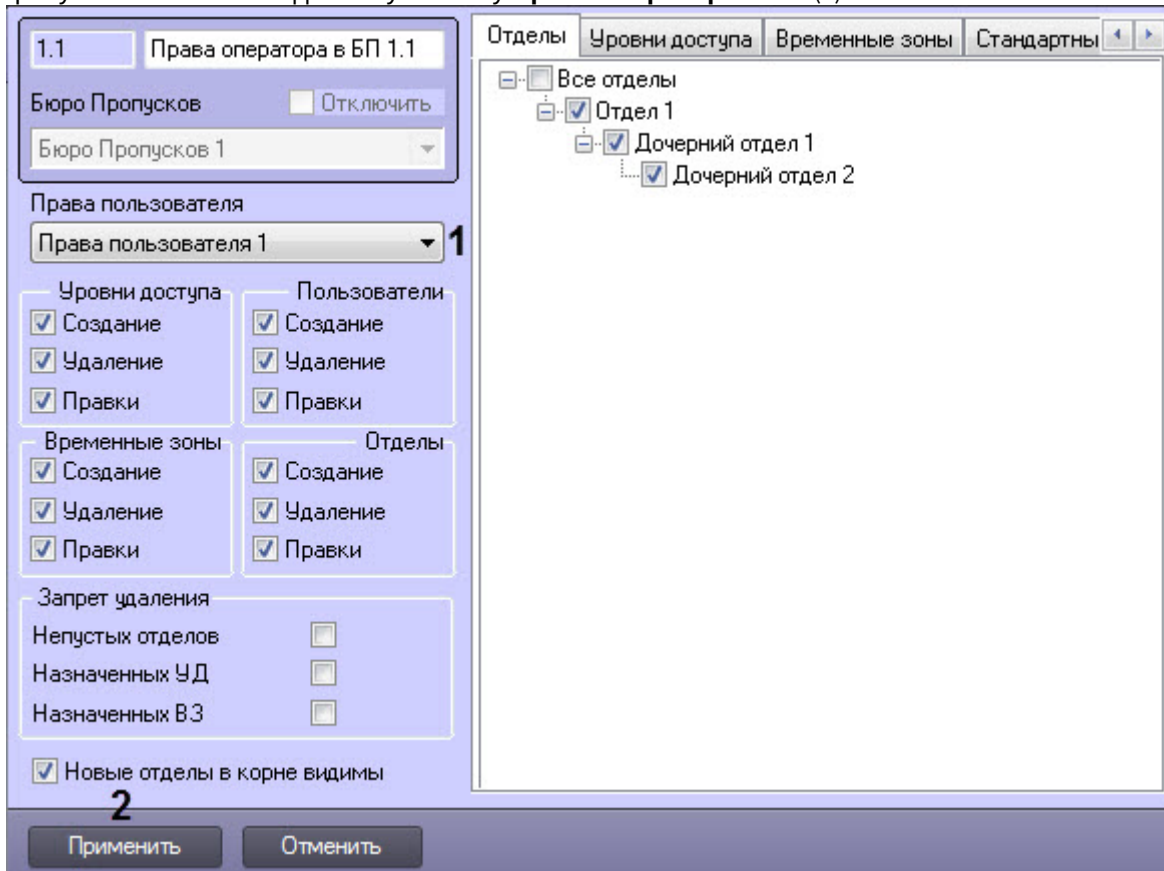 1.1
Права оператора в БП 1.1
Бюро Пропусков
Отключить
Бюро Пропусков 1
Права пользователя
Права пользователя 1
1
Уровни доступа
Создание
Удаление
Правки
Пользователи
Создание
Удаление
Правки
Временные зоны
Создание
Удаление
Правки
Отделы
Создание
Удаление
Правки
Запрет удаления
Непустых отделов
Назначенных УД
Назначенных ВЗ
Новые отделы в корне видимы
2
Применить
Отменить
Отделы
Уровни доступа
Временные зоны
Стандартны
Все отделы
Отдел 1
Дочерний отдел 1
Дочерний отдел 2